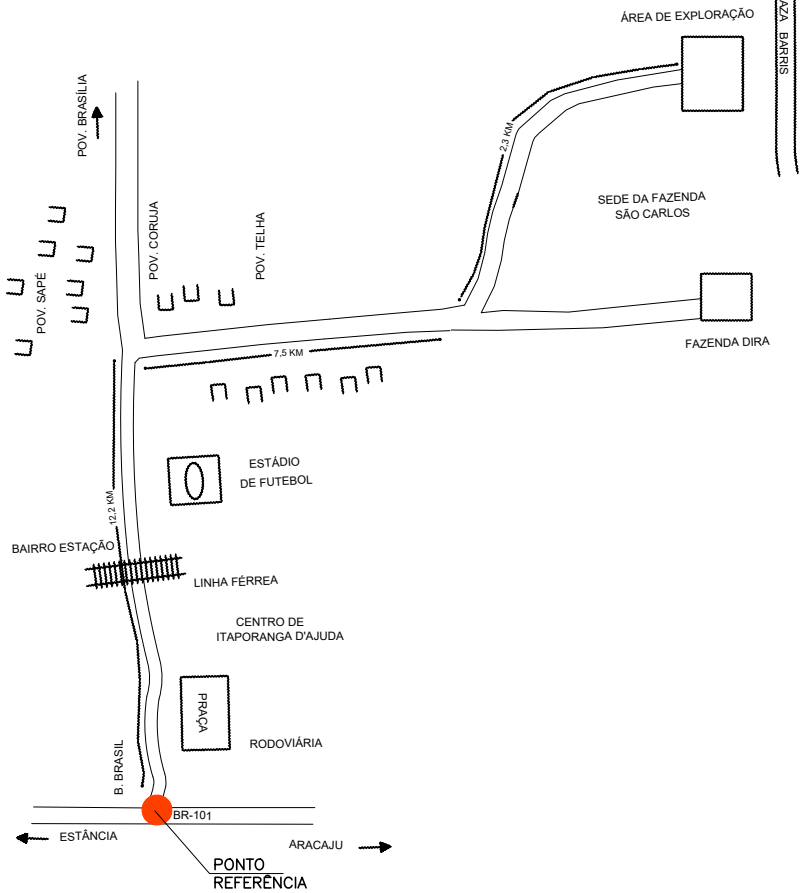 ÁREA DE EXPLORAÇÃO
AZA BARRIS
POV. BRASÍLIA
2,3 KM
SEDE DA FAZENDA
SÃO CARLOS
POV. CORUJA
POV. TELHA
POV. SAPÉ
FAZENDA DIRA
7,5 KM
ESTÁDIO
DE FUTEBOL
12,2 KM
BAIRRO ESTAÇÃO
LINHA FÉRREA
CENTRO DE
ITAPORANGA D'AJUDA
PRAÇA
RODOVIÁRIA
B. BRASIL
BR-101
ESTÂNCIA
ARACAJU
PONTO
REFERÊNCIA